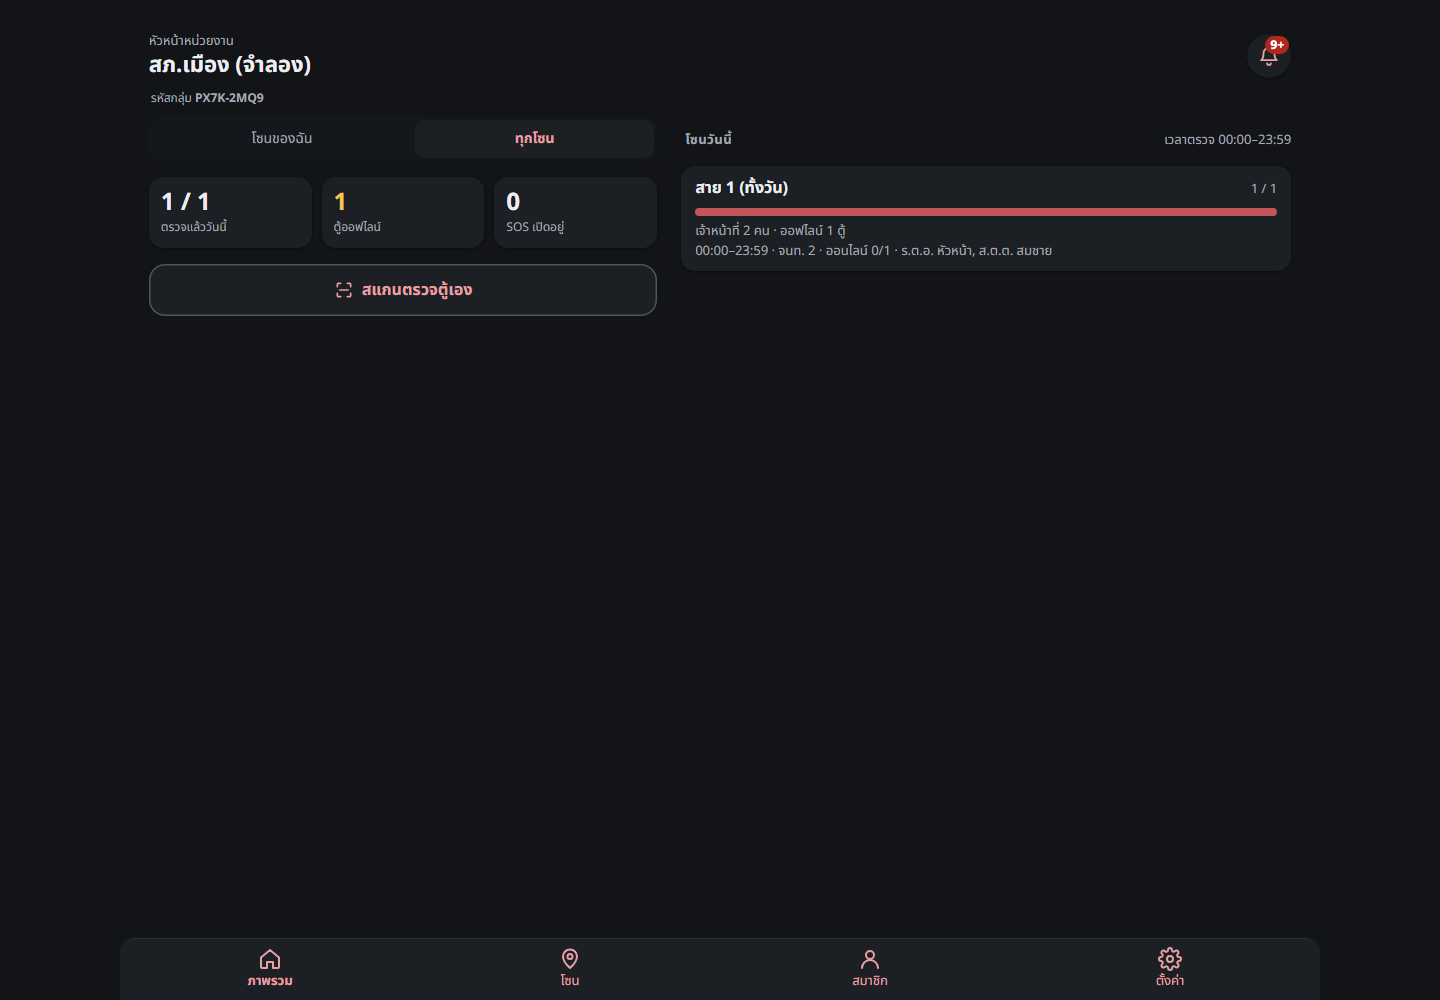 หัวหน้าหน่วยงาน
สภ.เมือง (จำลอง)
รหัสกลุ่ม PX7K-2MQ9
9+
โซนของฉัน
ทุกโซน
1 / 1
ตรวจแล้ววันนี้
1
ตู้ออฟไลน์
0
SOS เปิดอยู่
สแกนตรวจตู้เอง
โซนวันนี้
เวลาตรวจ 00:00–23:59
สาย 1 (ทั้งวัน)
1 / 1
เจ้าหน้าที่ 2 คน · ออฟไลน์ 1 ตู้
00:00–23:59 · จนท. 2 · ออนไลน์ 0/1 · ร.ต.อ. หัวหน้า, ส.ต.ต. สมชาย
ภาพรวม
โซน
สมาชิก
ตั้งค่า